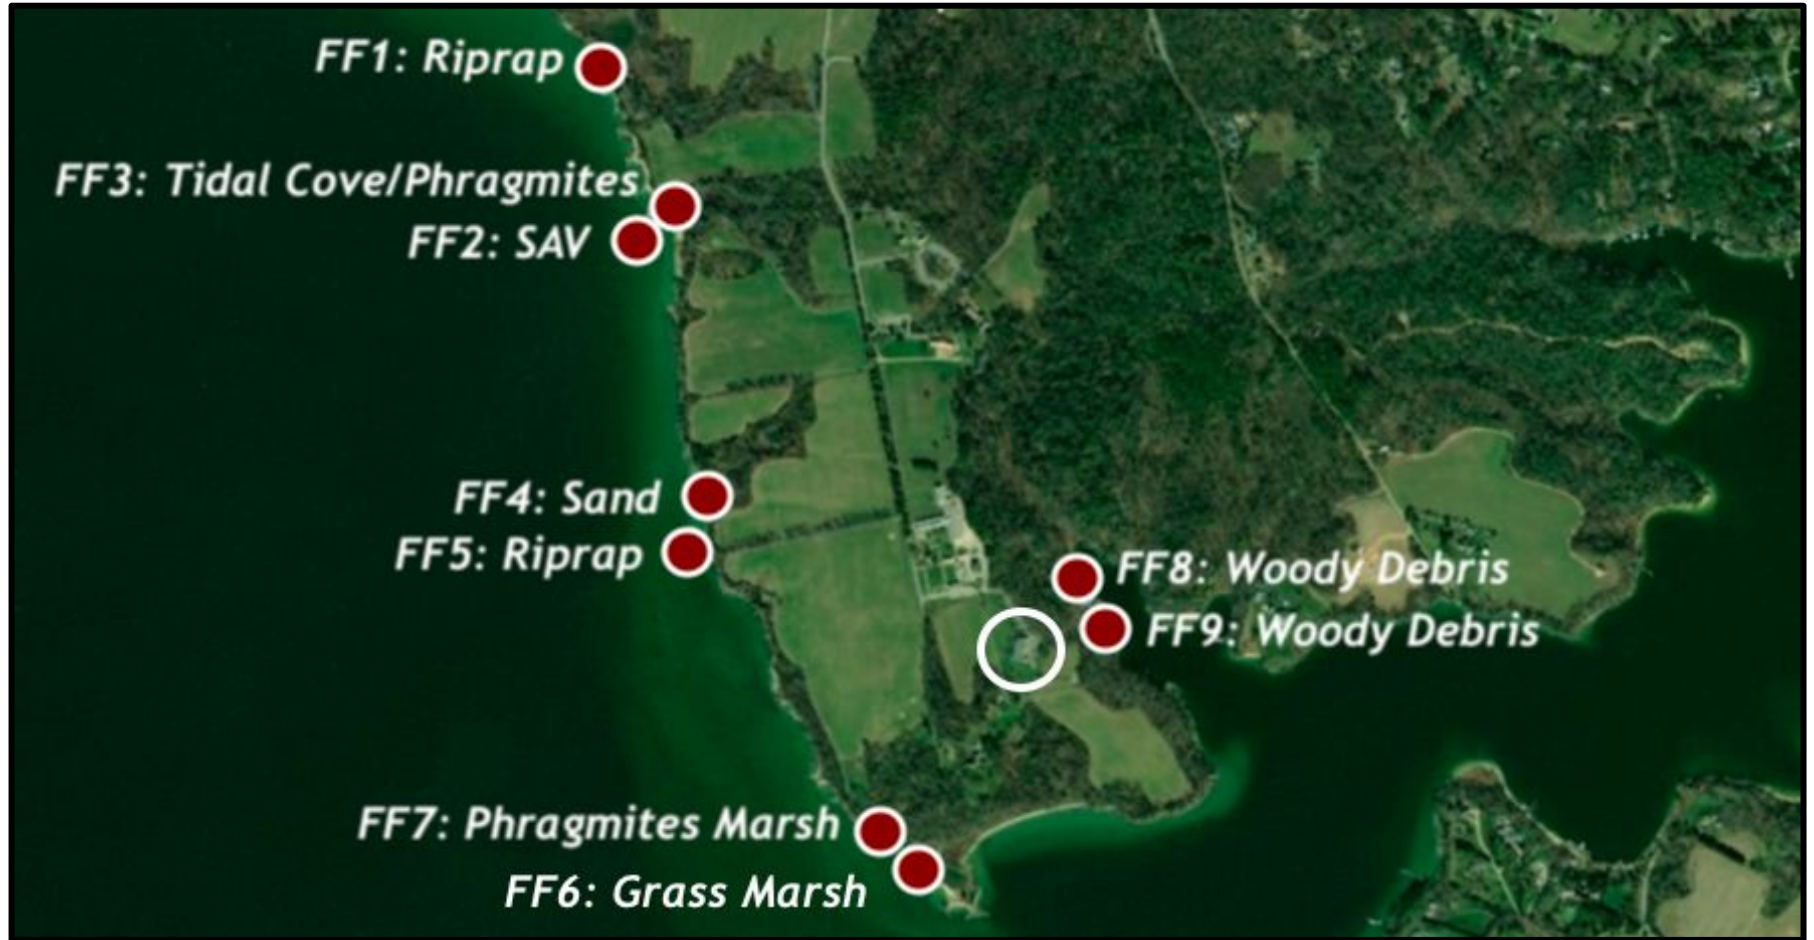 FF1: Riprap
FF3: Tidal Cove/Phragmites
FF2: SAV
FF4: Sand
FF5: Riprap
FF8: Woody Debris
FF9: Woody Debris
FF7: Phragmites Marsh
FF6: Grass Marsh